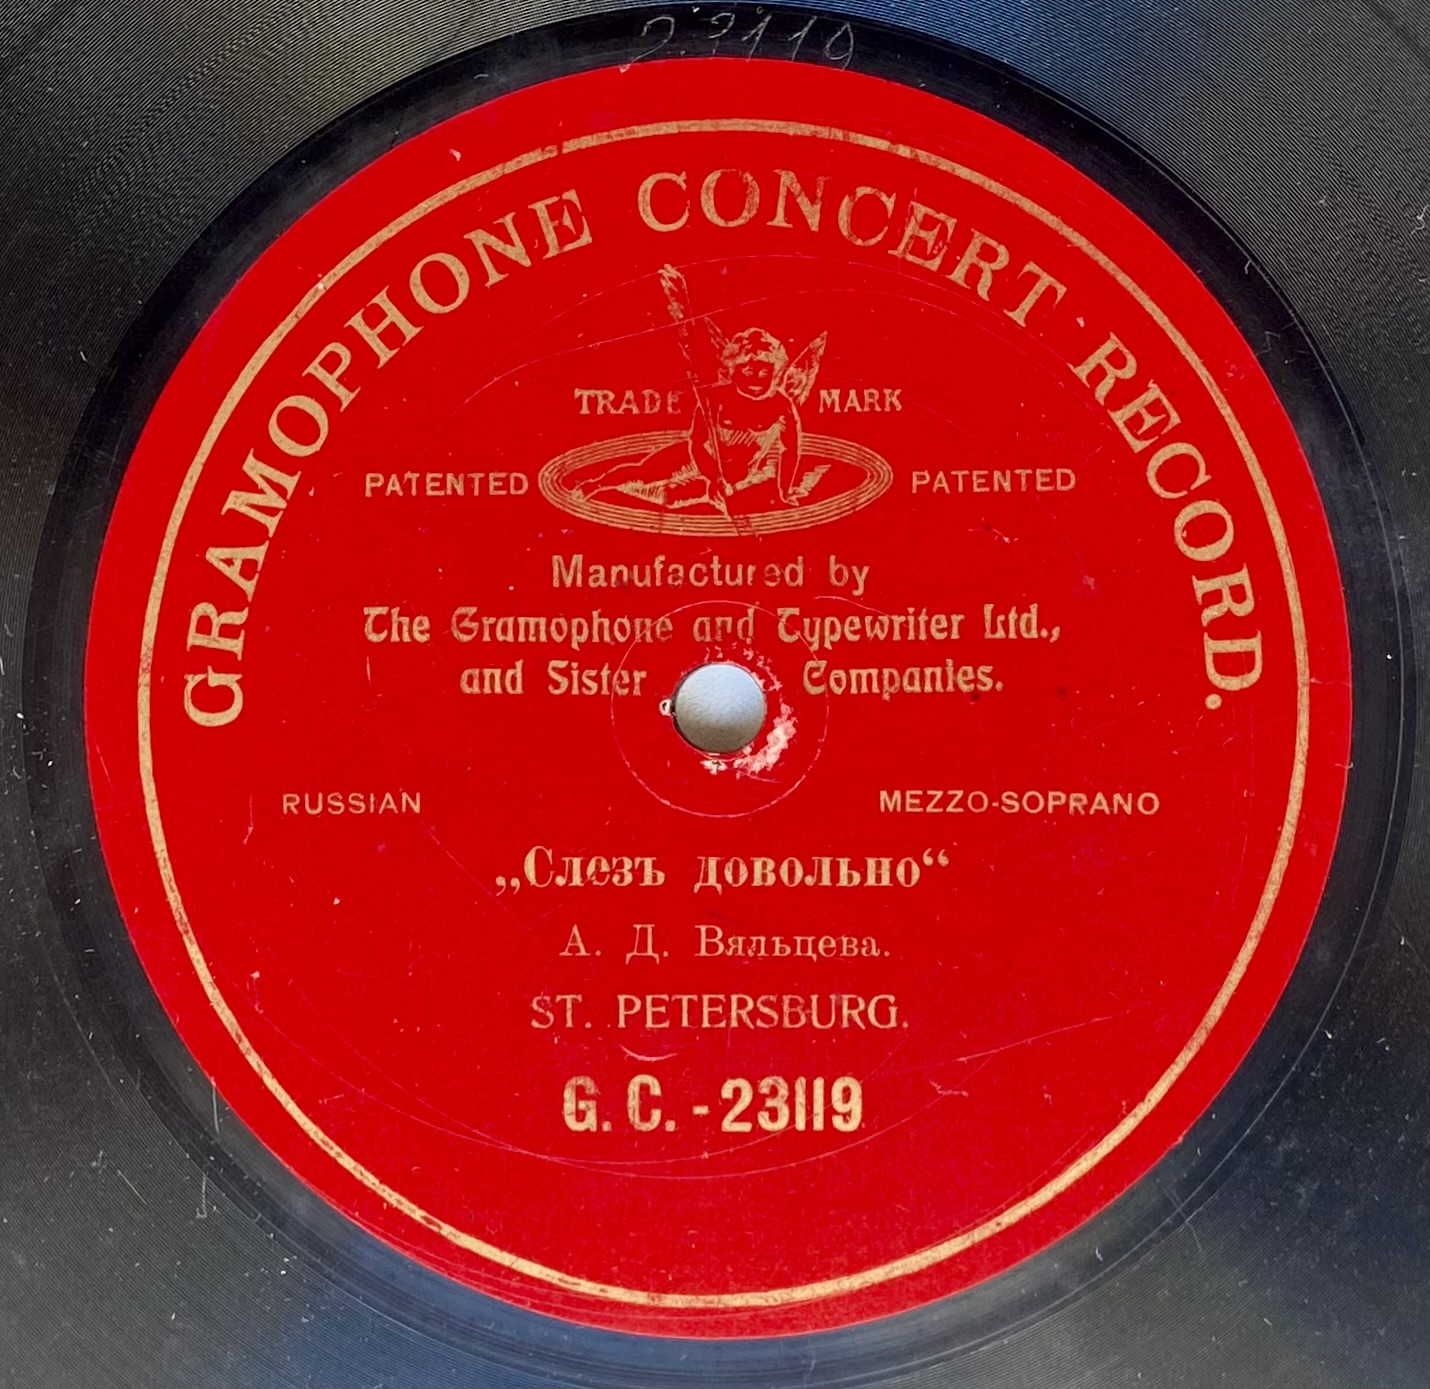 23119
GRAMOPHONE CONCERT RECORD.
TRADE MARK
PATENTED PATENTED
Manufactured by
The Gramophone and Typewriter Ltd.,
and Sister Companies.
RUSSIAN MEZZO-SOPRANO
„Слезъ довольно“
А. Д. Вяльцева.
ST. PETERSBURG.
G. C. - 23119